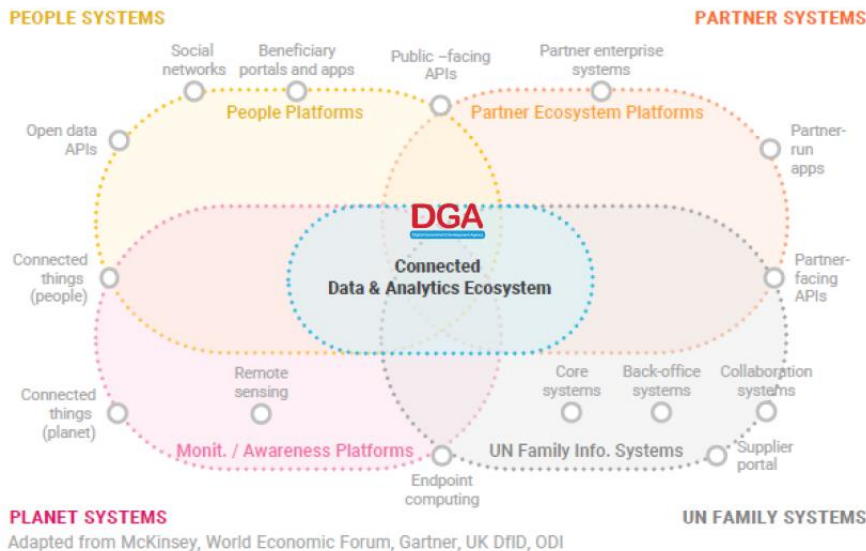 PEOPLE SYSTEMS
PARTNER SYSTEMS
Social
networks
Beneficiary
portals and apps
Public –facing
APIs
Partner enterprise
systems
People Platforms
Partner Ecosystem Platforms
Open data
APIs
Partner-
run
apps
DGA
Connected
Data & Analytics Ecosystem
Connected
things
(people)
Partner-
facing
APIs
Connected
things
(planet)
Remote
sensing
Core
systems
Back-office
systems
Collaboration
systems
Monit. / Awareness Platforms
UN Family Info. Systems
Supplier
portal
Endpoint
computing
PLANET SYSTEMS
UN FAMILY SYSTEMS
Adapted from McKinsey, World Economic Forum, Gartner, UK DfID, ODI